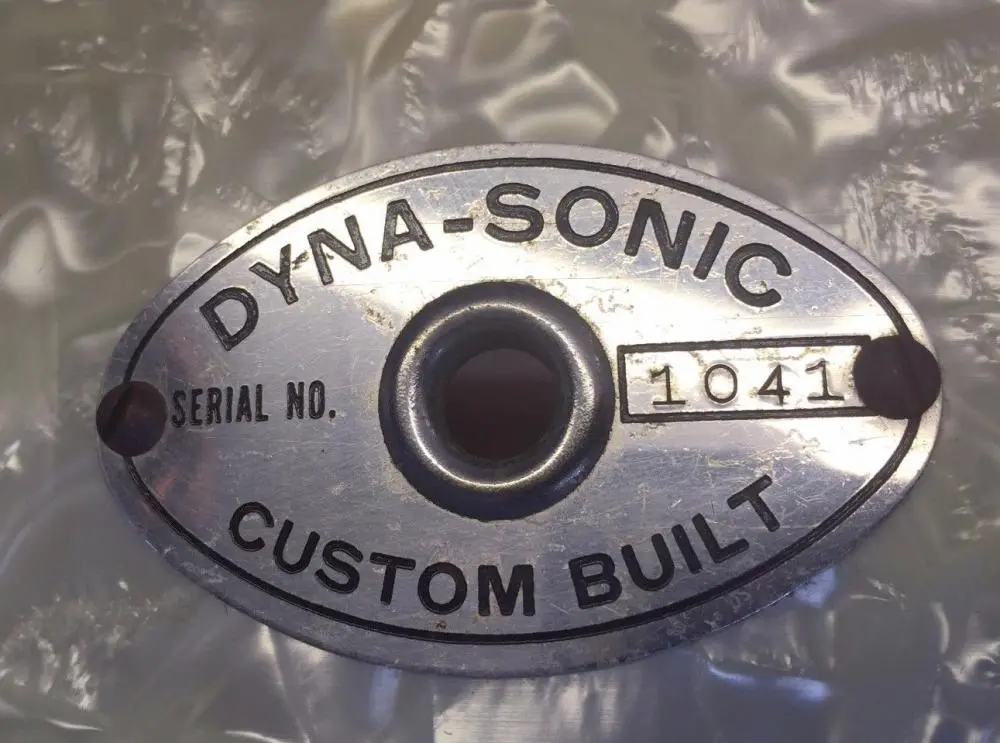 DYNA-SONIC
SERIAL NO. 1041
CUSTOM BUILT